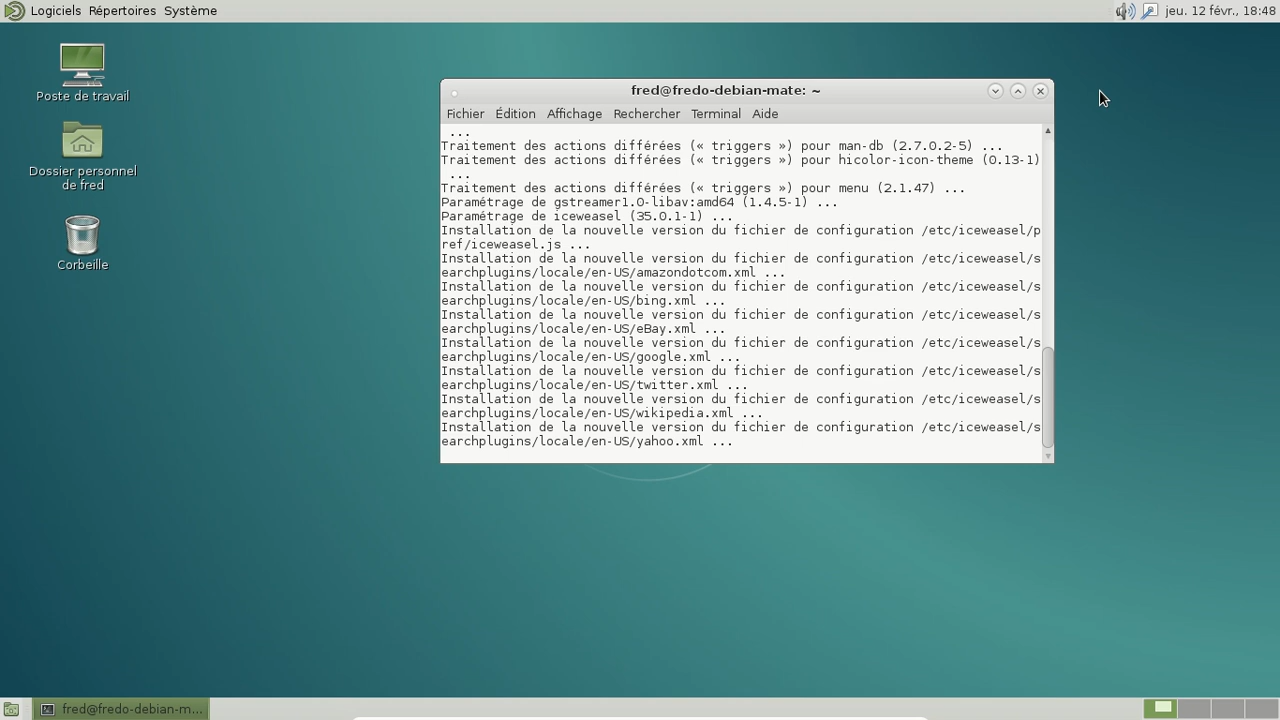 Logiciels Répertoires Système
jeu. 12 févr., 18:48
Poste de travail
Dossier personnel
de fred
Corbeille
fred@fredo-debian-mate: ~
Fichier Édition Affichage Rechercher Terminal Aide
...
Traitement des actions différées (« triggers ») pour man-db (2.7.0.2-5) ...
Traitement des actions différées (« triggers ») pour hicolor-icon-theme (0.13-1)
...
Traitement des actions différées (« triggers ») pour menu (2.1.47) ...
Paramétrage de gstreamer1.0-libav:amd64 (1.4.5-1) ...
Paramétrage de iceweasel (35.0.1-1) ...
Installation de la nouvelle version du fichier de configuration /etc/iceweasel/p
ref/iceweasel.js ...
Installation de la nouvelle version du fichier de configuration /etc/iceweasel/s
earchplugins/locale/en-US/amazondotcom.xml ...
Installation de la nouvelle version du fichier de configuration /etc/iceweasel/s
earchplugins/locale/en-US/bing.xml ...
Installation de la nouvelle version du fichier de configuration /etc/iceweasel/s
earchplugins/locale/en-US/eBay.xml ...
Installation de la nouvelle version du fichier de configuration /etc/iceweasel/s
earchplugins/locale/en-US/google.xml ...
Installation de la nouvelle version du fichier de configuration /etc/iceweasel/s
earchplugins/locale/en-US/twitter.xml ...
Installation de la nouvelle version du fichier de configuration /etc/iceweasel/s
earchplugins/locale/en-US/wikipedia.xml ...
Installation de la nouvelle version du fichier de configuration /etc/iceweasel/s
earchplugins/locale/en-US/yahoo.xml ...
fred@fredo-debian-m...